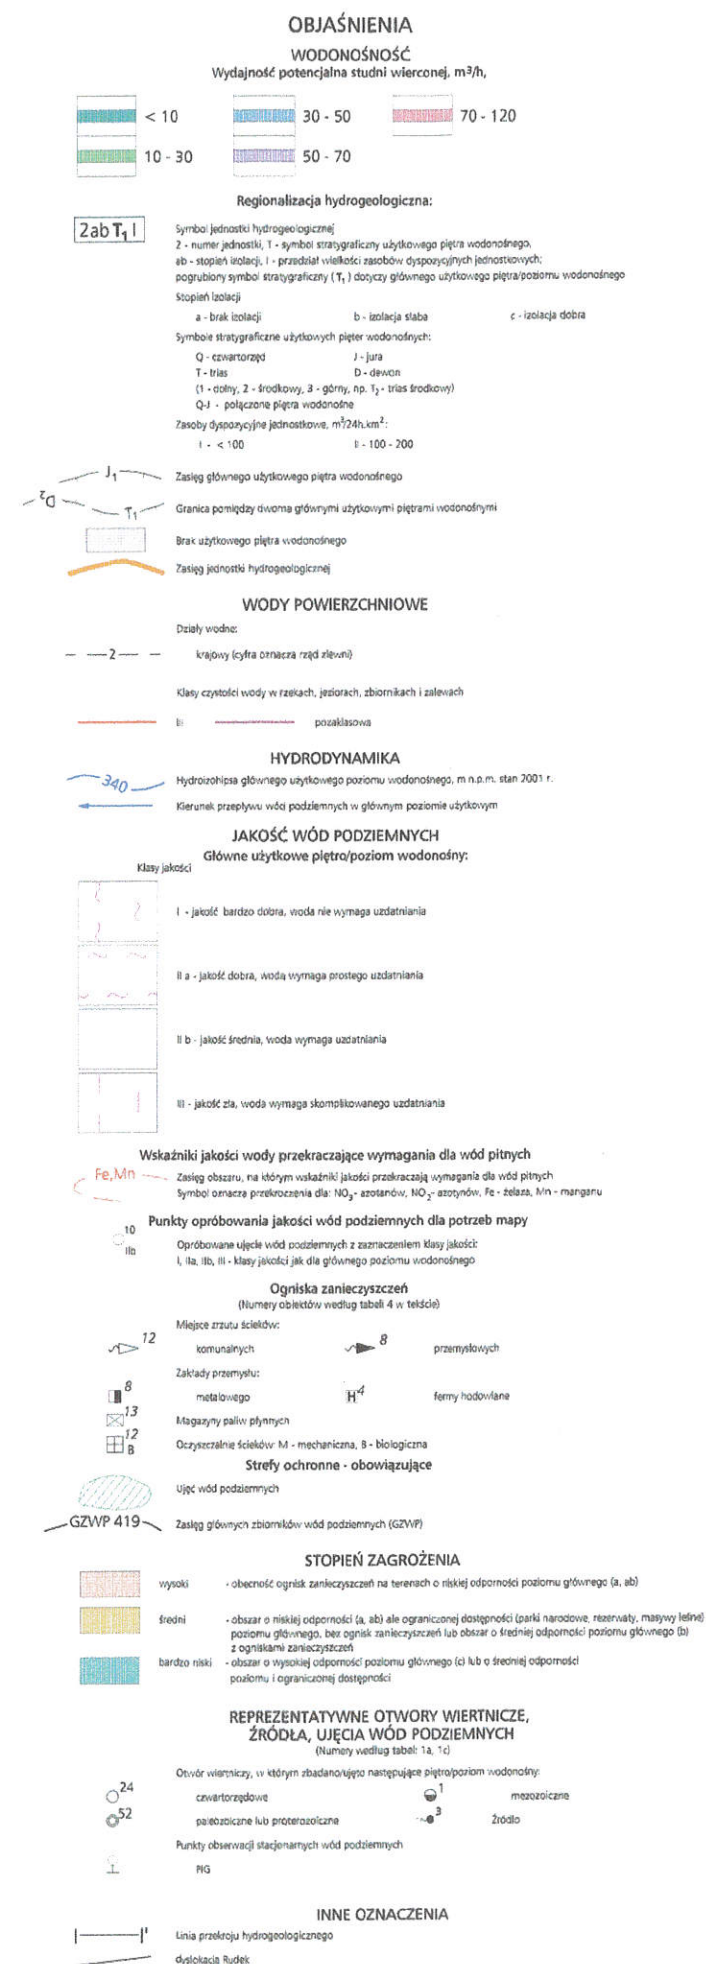 OBJAŚNIENIA
WODONOŚNOŚĆ
Wydajność potencjalna studni wierconej, m³/h,
< 10
30 - 50
70 - 120
10 - 30
50 - 70
Regionalizacja hydrogeologiczna:
2ab T₁ I
Symbol jednostki hydrogeologicznej
2 - numer jednostki, T - symbol stratygraficzny użytkowego piętra wodonośnego,
ab - stopień izolacji, I - przedział wielkości zasobów dyspozycyjnych jednostkowych;
pogrubiony symbol stratygraficzny ( T₁ ) dotyczy głównego użytkowego piętra/poziomu wodonośnego
Stopień izolacji
a - brak izolacji
b - izolacja słaba
c - izolacja dobra
Symbole stratygraficzne użytkowych pięter wodonośnych:
Q - czwartorzęd
J - jura
T - trias
D - dewon
(1 - dolny, 2 - środkowy, 3 - górny, np. T₂ - trias środkowy)
Q-J - połączone piętra wodonośne
Zasoby dyspozycyjne jednostkowe, m³/24h.km²:
I - < 100
II - 100 - 200
J₁
Zasięg głównego użytkowego piętra wodonośnego
D₂
T₁
Granica pomiędzy dwoma głównymi użytkowymi piętrami wodonośnymi
Brak użytkowego piętra wodonośnego
Zasięg jednostki hydrogeologicznej
WODY POWIERZCHNIOWE
Działy wodne:
2
krajowy (cyfra oznacza rząd zlewni)
Klasy czystości wody w rzekach, jeziorach, zbiornikach i zalewach
pozaklasowa
HYDRODYNAMIKA
340
Hydroizohipsa głównego użytkowego poziomu wodonośnego, m n.p.m. stan 2001 r.
Kierunek przepływu wód podziemnych w głównym poziomie użytkowym
JAKOŚĆ WÓD PODZIEMNYCH
Główne użytkowe piętro/poziom wodonośny:
Klasy jakości
I - jakość bardzo dobra, woda nie wymaga uzdatniania
II a - jakość dobra, woda wymaga prostego uzdatniania
II b - jakość średnia, woda wymaga uzdatniania
III - jakość zła, woda wymaga skomplikowanego uzdatniania
Wskaźniki jakości wody przekraczające wymagania dla wód pitnych
Fe,Mn
Zasięg obszaru, na którym wskaźniki jakości przekraczają wymagania dla wód pitnych
Symbol oznacza przekroczenia dla: NO₃- azotanów, NO₂- azotynów, Fe - żelaza, Mn - manganu
Punkty opróbowania jakości wód podziemnych dla potrzeb mapy
10
IIb
Opróbowane ujęcie wód podziemnych z zaznaczeniem klasy jakości:
I, IIa, IIb, III - klasy jakości jak dla głównego poziomu wodonośnego
Ogniska zanieczyszczeń
(Numery obiektów według tabeli 4 w tekście)
Miejsce zrzutu ścieków:
12
komunalnych
8
przemysłowych
Zakłady przemysłu:
8
metalowego
H
4
fermy hodowlane
13
Magazyny paliw płynnych
12
B
Oczyszczalnie ścieków: M - mechaniczna, B - biologiczna
Strefy ochronne - obowiązujące
Ujęć wód podziemnych
GZWP 419
Zasięg głównych zbiorników wód podziemnych (GZWP)
STOPIEŃ ZAGROŻENIA
wysoki - obecność ognisk zanieczyszczeń na terenach o niskiej odporności poziomu głównego (a, ab)
średni - obszar o niskiej odporności (a, ab) ale ograniczonej dostępności (parki narodowe, rezerwaty, masywy leśne)
poziomu głównego, bez ognisk zanieczyszczeń lub obszar o średniej odporności poziomu głównego (b)
z ogniskami zanieczyszczeń
bardzo niski - obszar o wysokiej odporności poziomu głównego (c) lub o średniej odporności
poziomu i ograniczonej dostępności
REPREZENTATYWNE OTWORY WIERTNICZE,
ŹRÓDŁA, UJĘCIA WÓD PODZIEMNYCH
(Numery według tabel: 1a, 1c)
Otwór wiertniczy, w którym zbadano/ujęto następujące piętro/poziom wodonośny:
24
czwartorzędowe
1
mezozoiczne
52
paleozoiczne lub proterozoiczne
3
źródło
Punkty obserwacji stacjonarnych wód podziemnych
PIG
INNE OZNACZENIA
I
I'
Linia przekroju hydrogeologicznego
dyslokacja Rudek